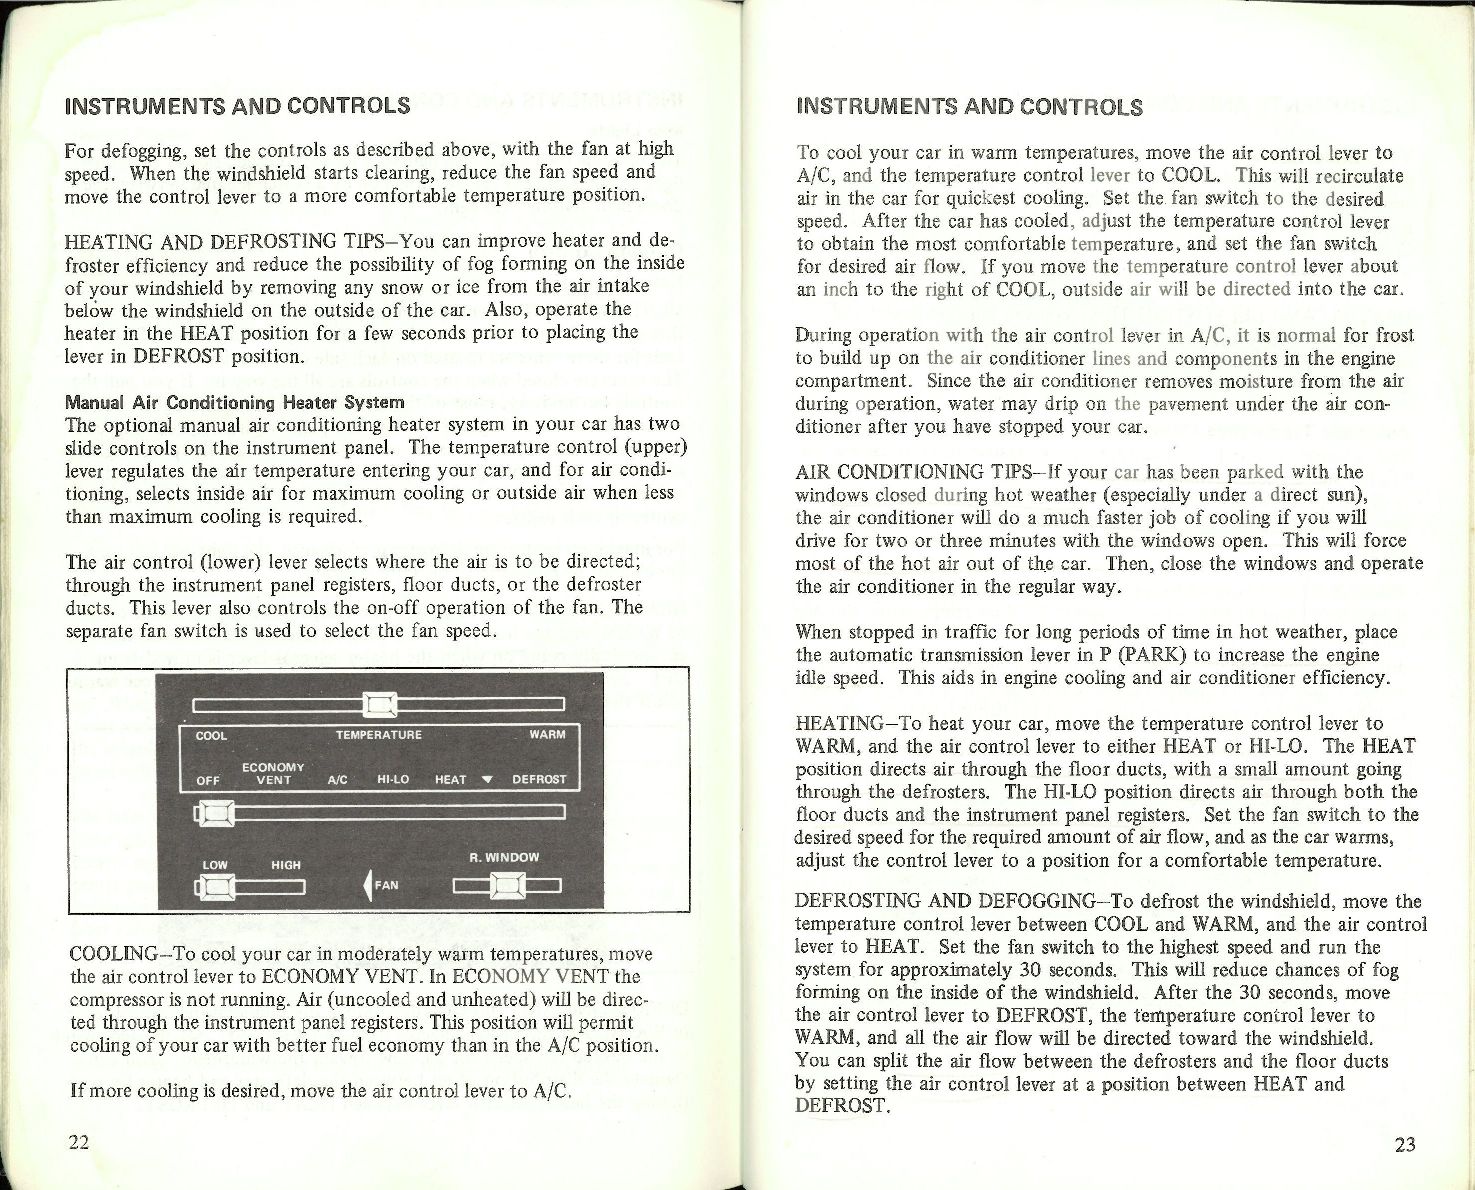 INSTRUMENTS AND CONTROLS
For defogging, set the controls as described above, with the fan at high
speed. When the windshield starts clearing, reduce the fan speed and
move the control lever to a more comfortable temperature position.
HEATING AND DEFROSTING TIPS—You can improve heater and de-
froster efficiency and reduce the possibility of fog forming on the inside
of your windshield by removing any snow or ice from the air intake
below the windshield on the outside of the car. Also, operate the
heater in the HEAT position for a few seconds prior to placing the
lever in DEFROST position.
Manual Air Conditioning Heater System
The optional manual air conditioning heater system in your car has two
slide controls on the instrument panel. The temperature control (upper)
lever regulates the air temperature entering your car, and for air condi-
tioning, selects inside air for maximum cooling or outside air when less
than maximum cooling is required.
The air control (lower) lever selects where the air is to be directed;
through the instrument panel registers, floor ducts, or the defroster
ducts. This lever also controls the on-off operation of the fan. The
separate fan switch is used to select the fan speed.
COOL TEMPERATURE WARM
ECONOMY
OFF VENT A/C HI-LO HEAT ▼ DEFROST
LOW HIGH R. WINDOW
FAN
COOLING—To cool your car in moderately warm temperatures, move
the air control lever to ECONOMY VENT. In ECONOMY VENT the
compressor is not running. Air (uncooled and unheated) will be direc-
ted through the instrument panel registers. This position will permit
cooling of your car with better fuel economy than in the A/C position.
If more cooling is desired, move the air control lever to A/C.
22
INSTRUMENTS AND CONTROLS
To cool your car in warm temperatures, move the air control lever to
A/C, and the temperature control lever to COOL. This will recirculate
air in the car for quickest cooling. Set the fan switch to the desired
speed. After the car has cooled, adjust the temperature control lever
to obtain the most comfortable temperature, and set the fan switch
for desired air flow. If you move the temperature control lever about
an inch to the right of COOL, outside air will be directed into the car.
During operation with the air control lever in A/C, it is normal for frost
to build up on the air conditioner lines and components in the engine
compartment. Since the air conditioner removes moisture from the air
during operation, water may drip on the pavement under the air con-
ditioner after you have stopped your car.
AIR CONDITIONING TIPS—If your car has been parked with the
windows closed during hot weather (especially under a direct sun),
the air conditioner will do a much faster job of cooling if you will
drive for two or three minutes with the windows open. This will force
most of the hot air out of the car. Then, close the windows and operate
the air conditioner in the regular way.
When stopped in traffic for long periods of time in hot weather, place
the automatic transmission lever in P (PARK) to increase the engine
idle speed. This aids in engine cooling and air conditioner efficiency.
HEATING—To heat your car, move the temperature control lever to
WARM, and the air control lever to either HEAT or HI-LO. The HEAT
position directs air through the floor ducts, with a small amount going
through the defrosters. The HI-LO position directs air through both the
floor ducts and the instrument panel registers. Set the fan switch to the
desired speed for the required amount of air flow, and as the car warms,
adjust the control lever to a position for a comfortable temperature.
DEFROSTING AND DEFOGGING—To defrost the windshield, move the
temperature control lever between COOL and WARM, and the air control
lever to HEAT. Set the fan switch to the highest speed and run the
system for approximately 30 seconds. This will reduce chances of fog
forming on the inside of the windshield. After the 30 seconds, move
the air control lever to DEFROST, the temperature control lever to
WARM, and all the air flow will be directed toward the windshield.
You can split the air flow between the defrosters and the floor ducts
by setting the air control lever at a position between HEAT and
DEFROST.
23